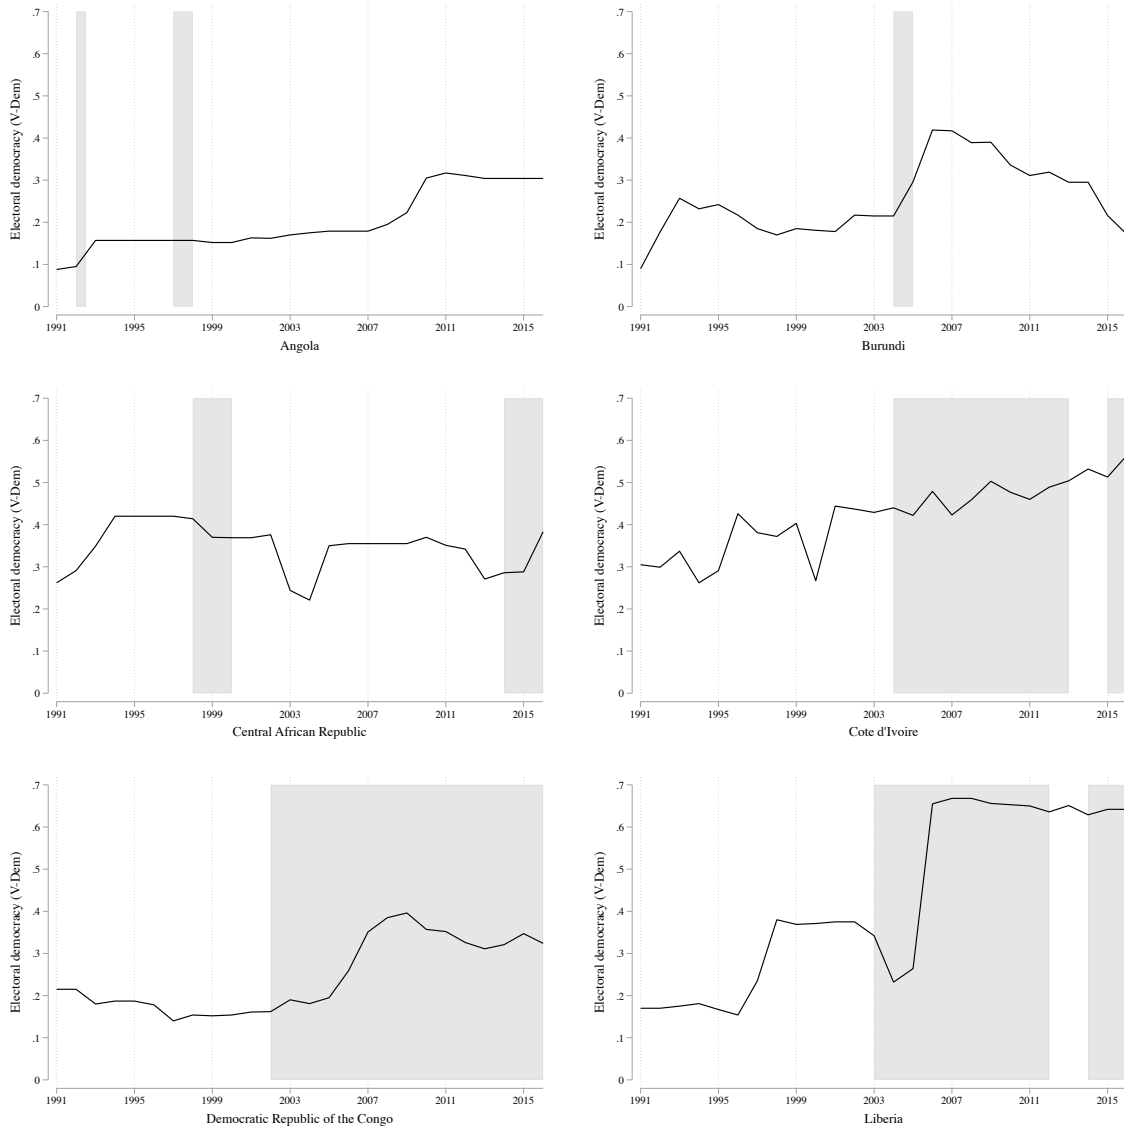 Electoral democracy (V-Dem)
.7
.6
.5
.4
.3
.2
.1
0
1991 1995 1999 2003 2007 2011 2015
Angola
Electoral democracy (V-Dem)
.7
.6
.5
.4
.3
.2
.1
0
1991 1995 1999 2003 2007 2011 2015
Burundi
Electoral democracy (V-Dem)
.7
.6
.5
.4
.3
.2
.1
0
1991 1995 1999 2003 2007 2011 2015
Central African Republic
Electoral democracy (V-Dem)
.7
.6
.5
.4
.3
.2
.1
0
1991 1995 1999 2003 2007 2011 2015
Cote d'Ivoire
Electoral democracy (V-Dem)
.7
.6
.5
.4
.3
.2
.1
0
1991 1995 1999 2003 2007 2011 2015
Democratic Republic of the Congo
Electoral democracy (V-Dem)
.7
.6
.5
.4
.3
.2
.1
0
1991 1995 1999 2003 2007 2011 2015
Liberia